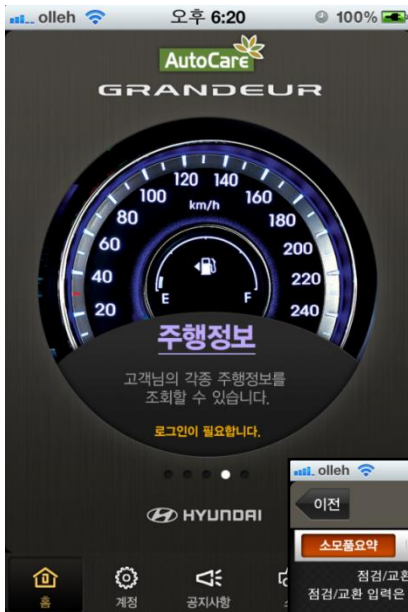 olleh 오후 6:20 100%
AutoCare
GRANDEUR
120 140
100 160
km/h
80 180
60 200
40 220
E F
20 240
주행정보
고객님의 각종 주행정보를
조회할 수 있습니다.
로그인이 필요합니다.
HYUNDAI
홈 계정 공지사항
olleh
이전
소모품요약
점검/교환
점검/교환 입력은